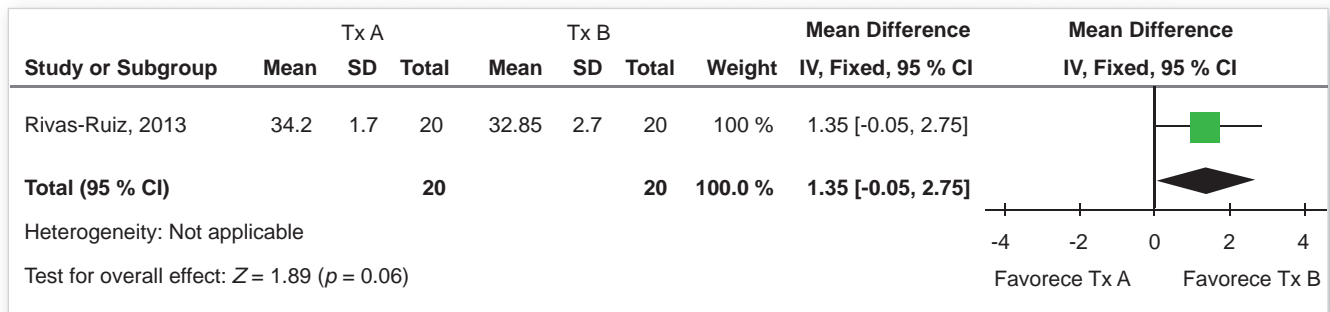 Tx A Tx B Mean Difference Mean Difference
Study or Subgroup Mean SD Total Mean SD Total Weight IV, Fixed, 95 % CI IV, Fixed, 95 % CI
Rivas-Ruiz, 2013 34.2 1.7 20 32.85 2.7 20 100 % 1.35 [-0.05, 2.75]
Total (95 % CI) 20 20 100.0 % 1.35 [-0.05, 2.75]
Heterogeneity: Not applicable
Test for overall effect: Z = 1.89 (p = 0.06)
-4 -2 0 2 4
Favorece Tx A Favorece Tx B